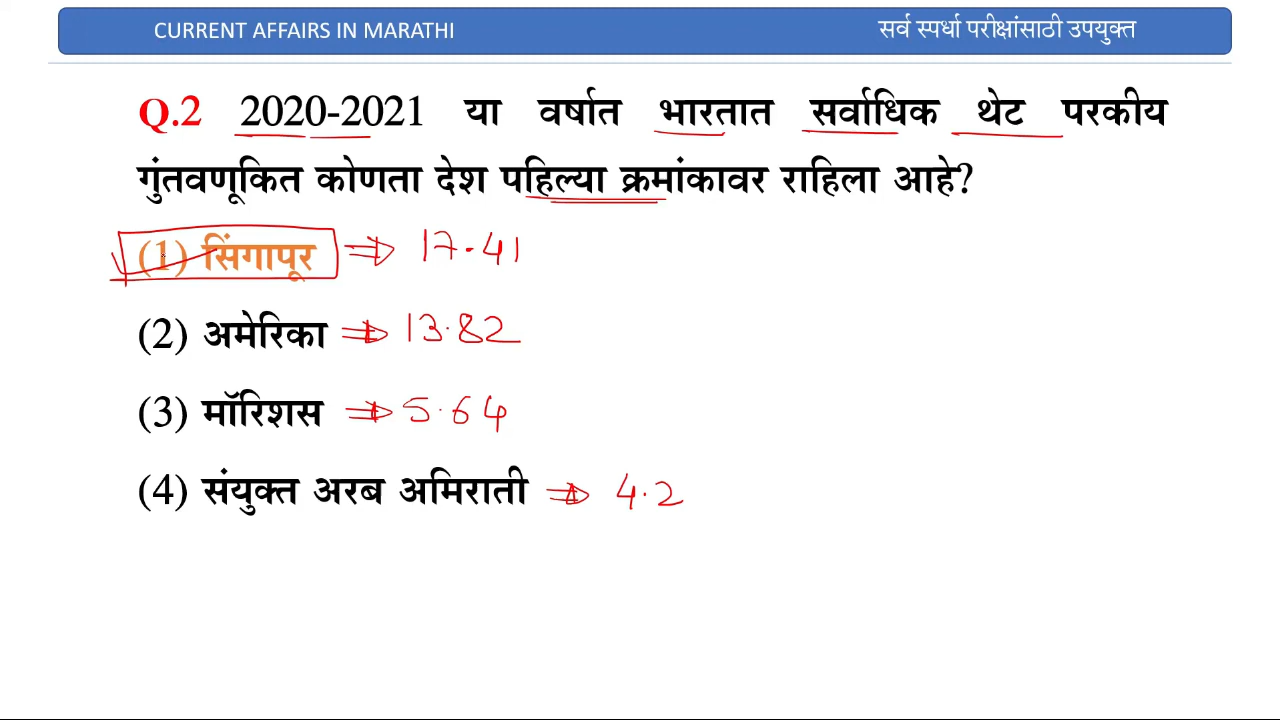 CURRENT AFFAIRS IN MARATHI
सर्व स्पर्धा परीक्षांसाठी उपयुक्त
Q.2 2020-2021 या वर्षात भारतात सर्वाधिक थेट परकीय
गुंतवणूकित कोणता देश पहिल्या क्रमांकावर राहिला आहे?
(1) सिंगापूर 17.41
(2) अमेरिका 13.82
(3) मॉरिशस 5.64
(4) संयुक्त अरब अमिराती 4.2